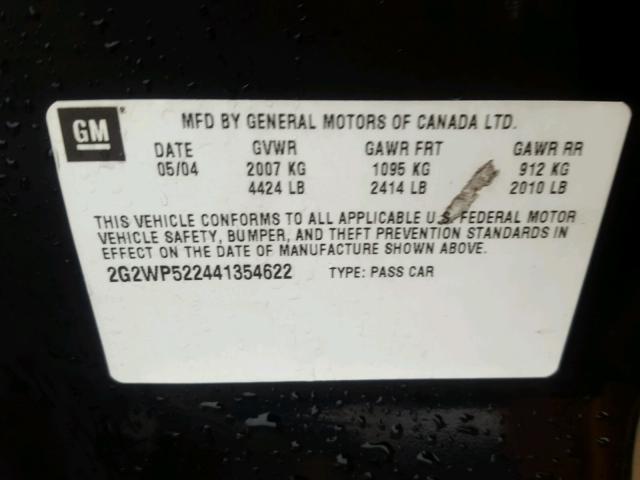 GM
MFD BY GENERAL MOTORS OF CANADA LTD.
DATE GVWR GAWR FRT GAWR RR
05/04 2007 KG 1095 KG 912 KG
4424 LB 2414 LB 2010 LB
THIS VEHICLE CONFORMS TO ALL APPLICABLE U.S. FEDERAL MOTOR
VEHICLE SAFETY, BUMPER, AND THEFT PREVENTION STANDARDS IN
EFFECT ON THE DATE OF MANUFACTURE SHOWN ABOVE.
2G2WP522441354622 TYPE: PASS CAR